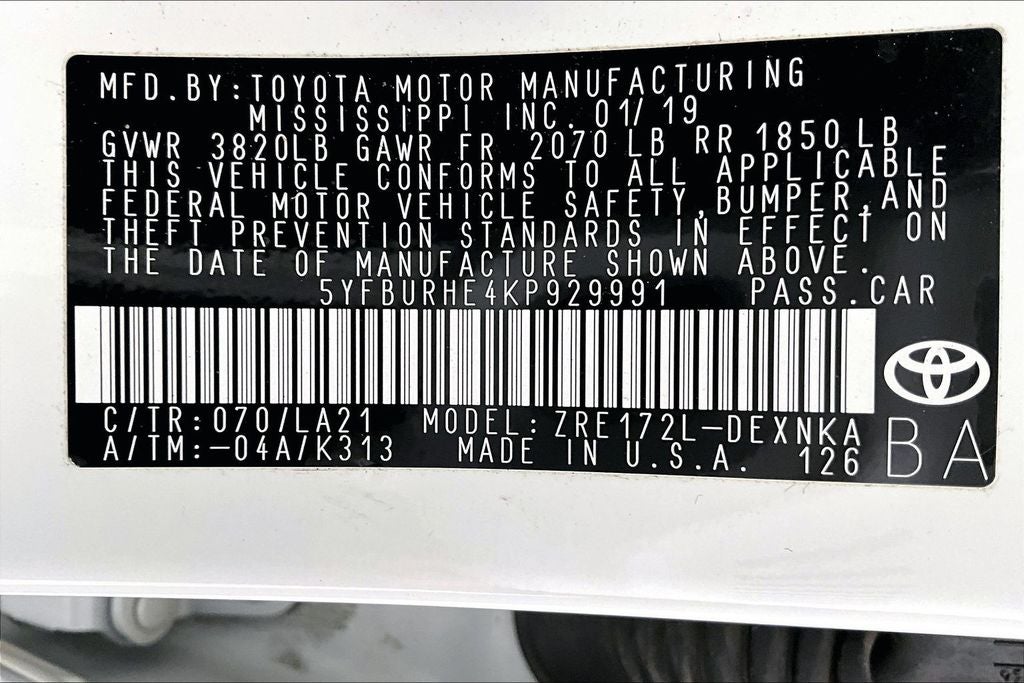 MFD.BY:TOYOTA MOTOR MANUFACTURING
MISSISSIPPI INC. 01/19
GVWR 3820LB GAWR FR 2070 LB RR 1850 LB
THIS VEHICLE CONFORMS TO ALL APPLICABLE
FEDERAL MOTOR VEHICLE SAFETY,BUMPER,AND
THEFT PREVENTION STANDARDS IN EFFECT ON
THE DATE OF MANUFACTURE SHOWN ABOVE.
5YFBURHE4KP929991 PASS.CAR
C/TR:070/LA21 MODEL:ZRE172L-DEXNKA
A/TM:-04A/K313 MADE IN U.S.A. 126
BA